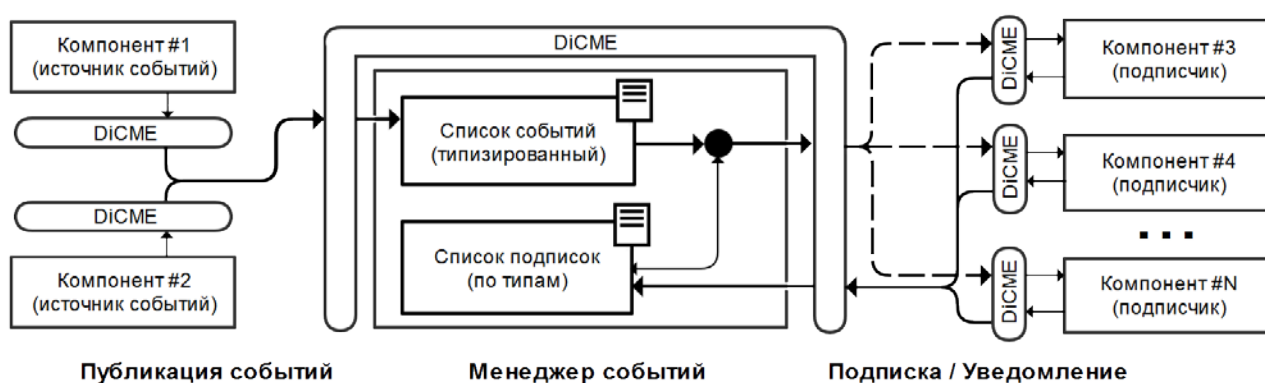 Компонент #1
(источник событий)
DiCME
DiCME
Компонент #2
(источник событий)
Публикация событий
DiCME
Список событий
(типизированный)
Список подписок
(по типам)
Менеджер событий
DiCME
Компонент #3
(подписчик)
DiCME
Компонент #4
(подписчик)
...
DiCME
Компонент #N
(подписчик)
Подписка / Уведомление